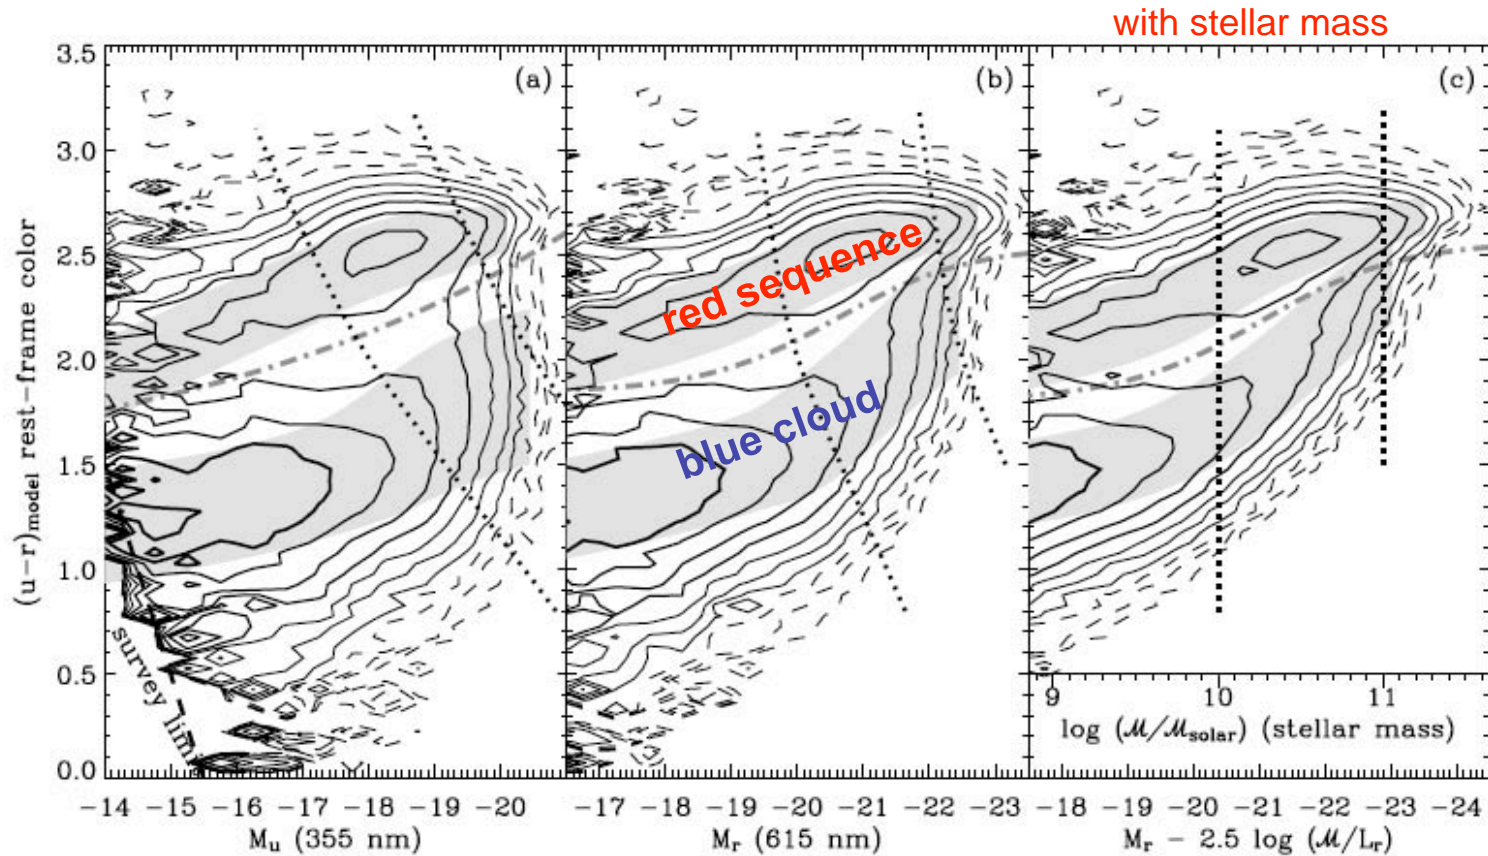 with stellar mass
(a)
(b)
(c)
3.5
3.0
2.5
2.0
1.5
1.0
0.5
0.0
(u-r)model rest-frame color
red sequence
blue cloud
survey limit
9 10 11
log (M/Msolar) (stellar mass)
-14 -15 -16 -17 -18 -19 -20
-17 -18 -19 -20 -21 -22 -23
-18 -19 -20 -21 -22 -23 -24
Mu (355 nm)
Mr (615 nm)
Mr - 2.5 log (M/Lr)